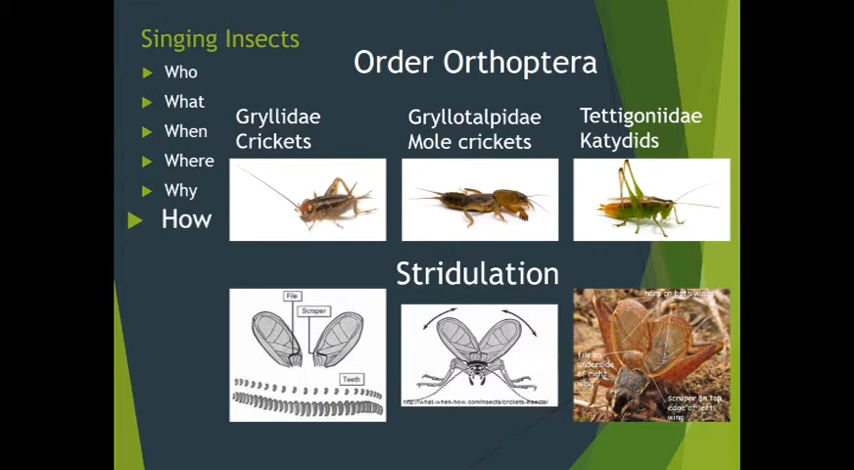 Singing Insects
Who
What
When
Where
Why
How
Order Orthoptera
Gryllidae
Crickets
Gryllotalpidae
Mole crickets
Tettigoniidae
Katydids
Stridulation
File
Scraper
Teeth
http://what-when-how.com/insects/crickets-insects/
harp on both wings
file on
underside
of right
wing
scraper on top
edge of left
wing